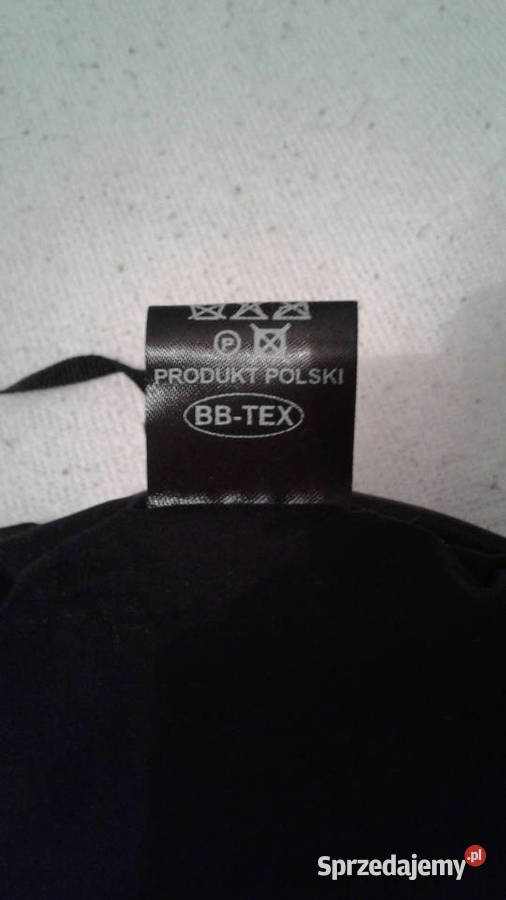 P
PRODUKT POLSKI
BB-TEX
Sprzedajemy.pl